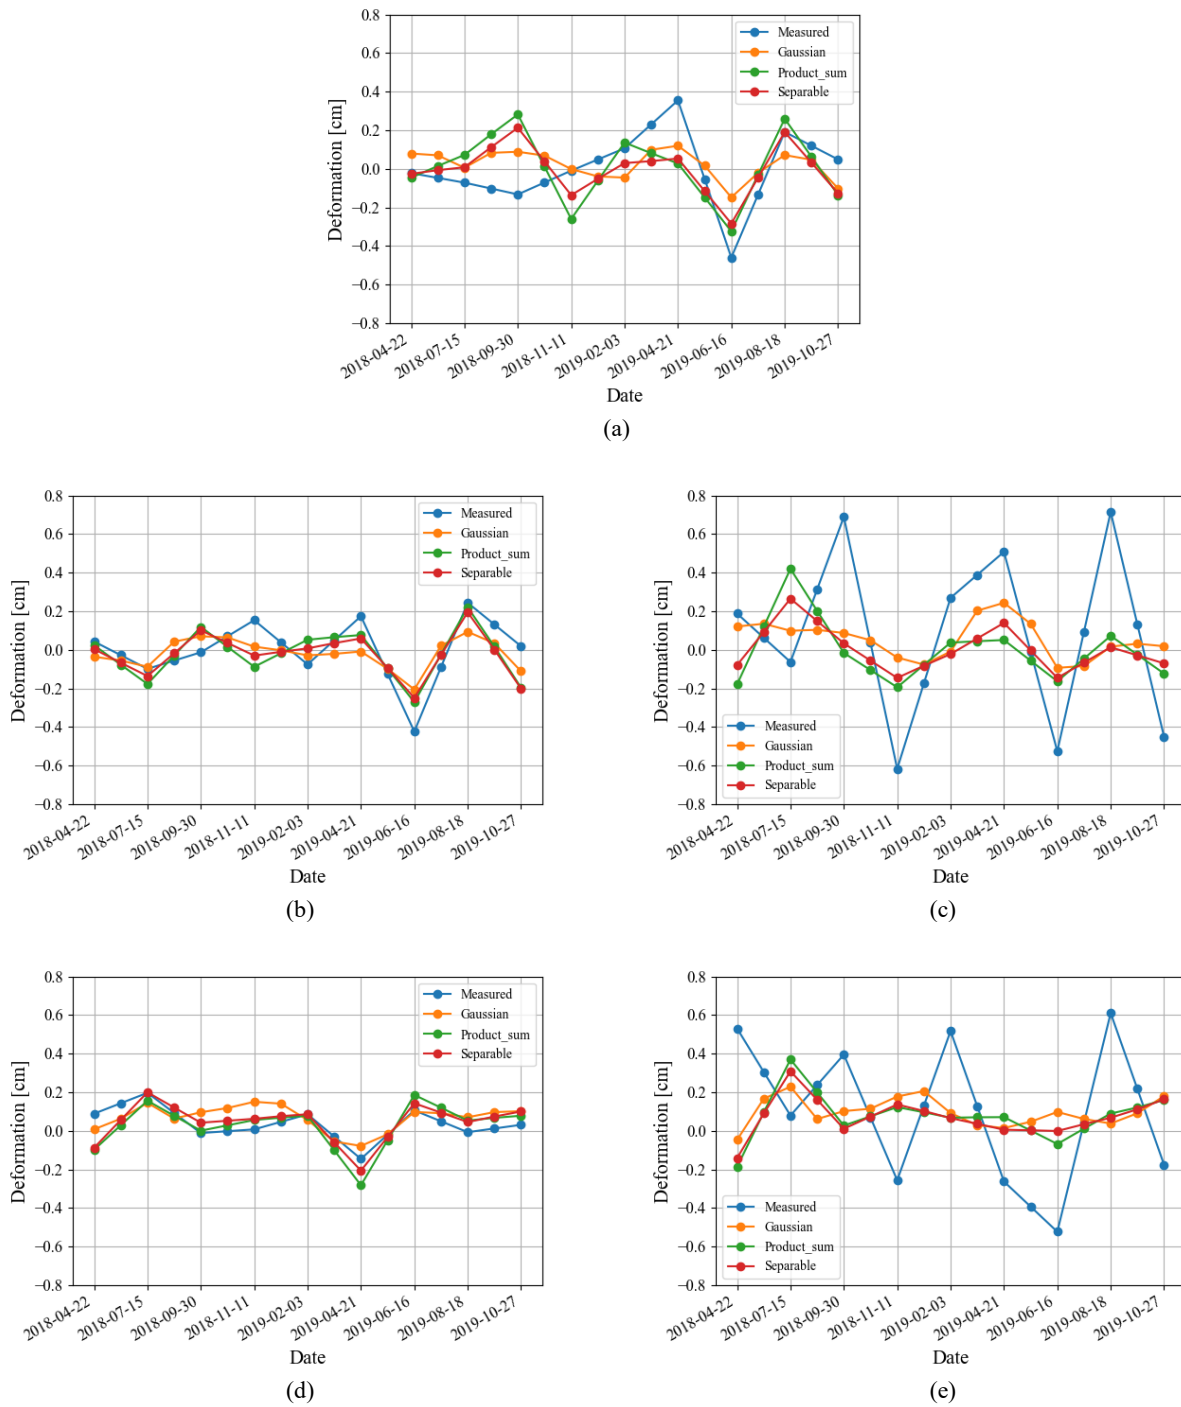 0.8
0.6
0.4
0.2
0.0
−0.2
−0.4
−0.6
−0.8
Deformation [cm]
Measured
Gaussian
Product_sum
Separable
2018-04-22
2018-07-15
2018-09-30
2018-11-11
2019-02-03
2019-04-21
2019-06-16
2019-08-18
2019-10-27
Date
(a)
0.8
0.6
0.4
0.2
0.0
−0.2
−0.4
−0.6
−0.8
Deformation [cm]
Measured
Gaussian
Product_sum
Separable
2018-04-22
2018-07-15
2018-09-30
2018-11-11
2019-02-03
2019-04-21
2019-06-16
2019-08-18
2019-10-27
Date
(b)
0.8
0.6
0.4
0.2
0.0
−0.2
−0.4
−0.6
−0.8
Deformation [cm]
Measured
Gaussian
Product_sum
Separable
2018-04-22
2018-07-15
2018-09-30
2018-11-11
2019-02-03
2019-04-21
2019-06-16
2019-08-18
2019-10-27
Date
(c)
0.8
0.6
0.4
0.2
0.0
−0.2
−0.4
−0.6
−0.8
Deformation [cm]
Measured
Gaussian
Product_sum
Separable
2018-04-22
2018-07-15
2018-09-30
2018-11-11
2019-02-03
2019-04-21
2019-06-16
2019-08-18
2019-10-27
Date
(d)
0.8
0.6
0.4
0.2
0.0
−0.2
−0.4
−0.6
−0.8
Deformation [cm]
Measured
Gaussian
Product_sum
Separable
2018-04-22
2018-07-15
2018-09-30
2018-11-11
2019-02-03
2019-04-21
2019-06-16
2019-08-18
2019-10-27
Date
(e)